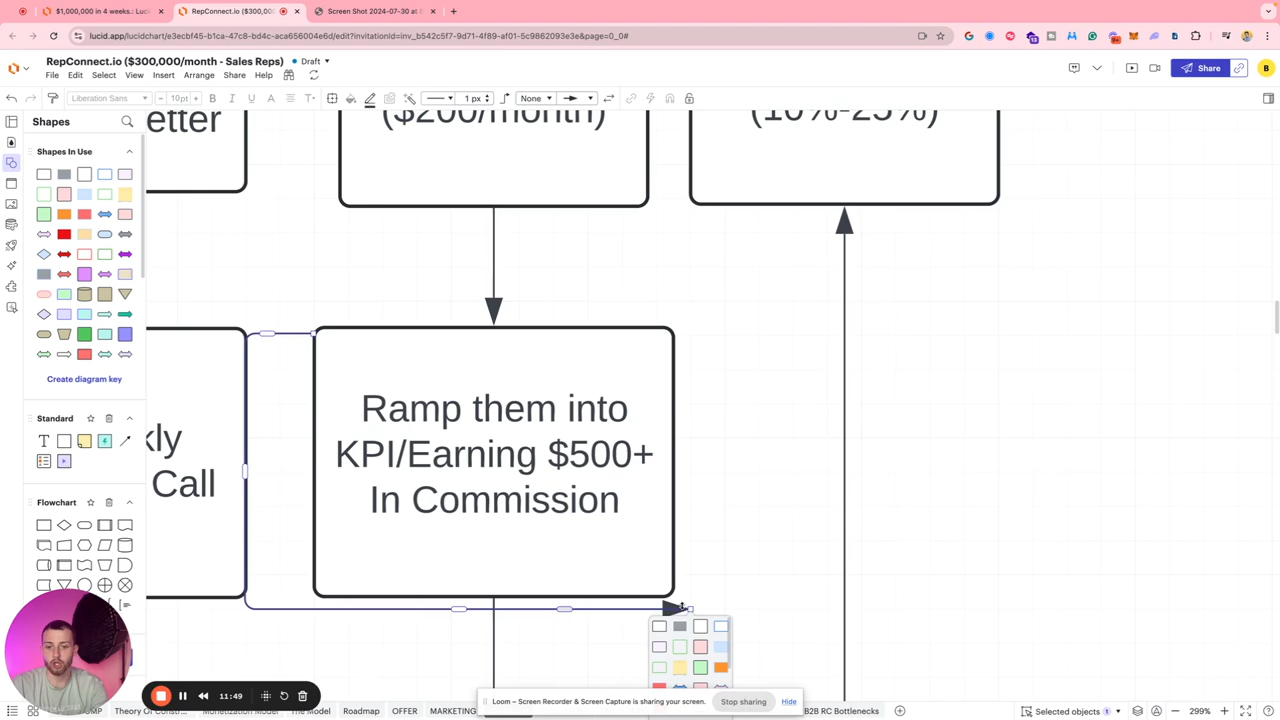 $1,000,000 in 4 weeks.: Lucid
RepConnect.io ($300,000/
Screen Shot 2024-07-30 at 8
lucid.app/lucidchart/e3ecbf45-b1ca-47c8-bd4c-aca656004e6d/edit?invitationId=inv_b542c5f7-9d71-4f89-af01-5c9862093e3e&page=0_0#
RepConnect.io ($300,000/month - Sales Reps)
Draft
File Edit Select View Insert Arrange Share Help
Share
B
Liberation Sans
10pt
1 px
None
Shapes
Shapes In Use
Create diagram key
Standard
Flowchart
etter
($200/month)
(10%-25%)
Ramp them into
KPI/Earning $500+
In Commission
kly
Call
11:49
Loom – Screen Recorder & Screen Capture is sharing your screen.
Stop sharing
Hide
Theory Of Constr
Monetization Model
The Model
Roadmap
OFFER
MARKETING
B2B RC Bottlenecks
Selected objects
1
299%